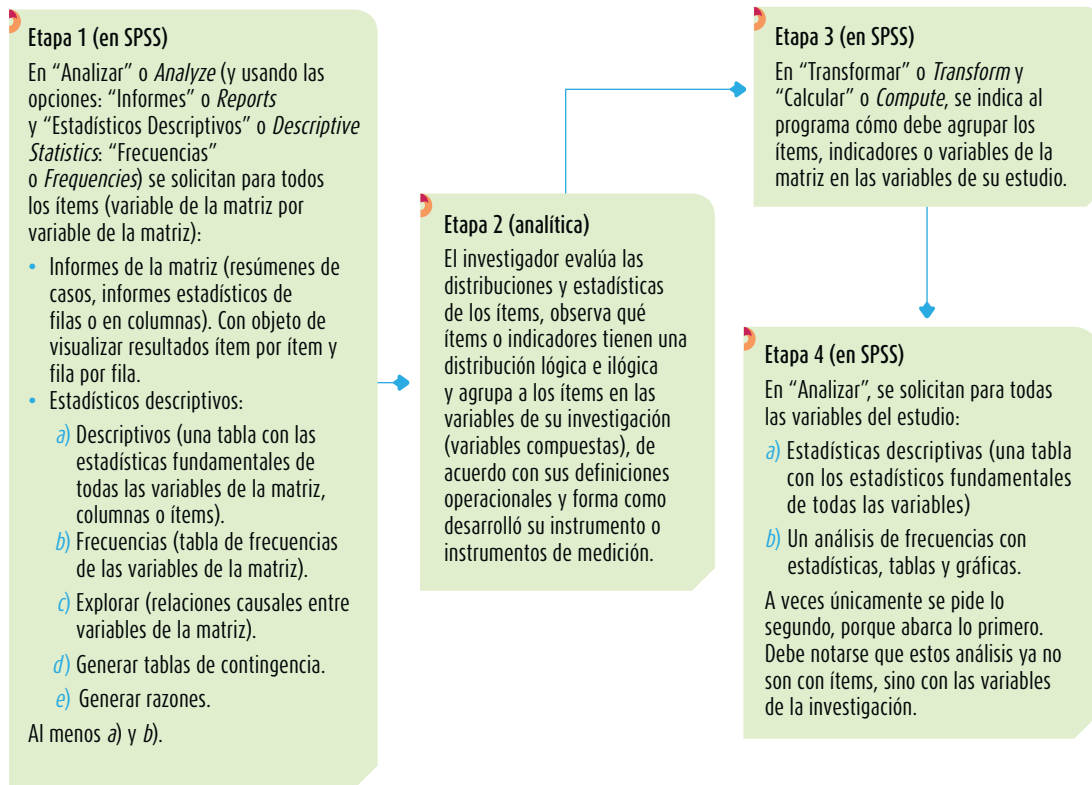 Etapa 1 (en SPSS)
En “Analizar” o Analyze (y usando las
opciones: “Informes” o Reports
y “Estadísticos Descriptivos” o Descriptive
Statistics: “Frecuencias”
o Frequencies) se solicitan para todos
los ítems (variable de la matriz por
variable de la matriz):
• Informes de la matriz (resúmenes de
casos, informes estadísticos de
filas o en columnas). Con objeto de
visualizar resultados ítem por ítem y
fila por fila.
• Estadísticos descriptivos:
a) Descriptivos (una tabla con las
estadísticas fundamentales de
todas las variables de la matriz,
columnas o ítems).
b) Frecuencias (tabla de frecuencias
de las variables de la matriz).
c) Explorar (relaciones causales entre
variables de la matriz).
d) Generar tablas de contingencia.
e) Generar razones.
Al menos a) y b).
Etapa 2 (analítica)
El investigador evalúa las
distribuciones y estadísticas
de los ítems, observa qué
ítems o indicadores tienen una
distribución lógica e ilógica
y agrupa a los ítems en las
variables de su investigación
(variables compuestas), de
acuerdo con sus definiciones
operacionales y forma como
desarrolló su instrumento o
instrumentos de medición.
Etapa 3 (en SPSS)
En “Transformar” o Transform y
“Calcular” o Compute, se indica al
programa cómo debe agrupar los
ítems, indicadores o variables de la
matriz en las variables de su estudio.
Etapa 4 (en SPSS)
En “Analizar”, se solicitan para todas
las variables del estudio:
a) Estadísticas descriptivas (una tabla
con los estadísticos fundamentales
de todas las variables)
b) Un análisis de frecuencias con
estadísticas, tablas y gráficas.
A veces únicamente se pide lo
segundo, porque abarca lo primero.
Debe notarse que estos análisis ya no
son con ítems, sino con las variables
de la investigación.